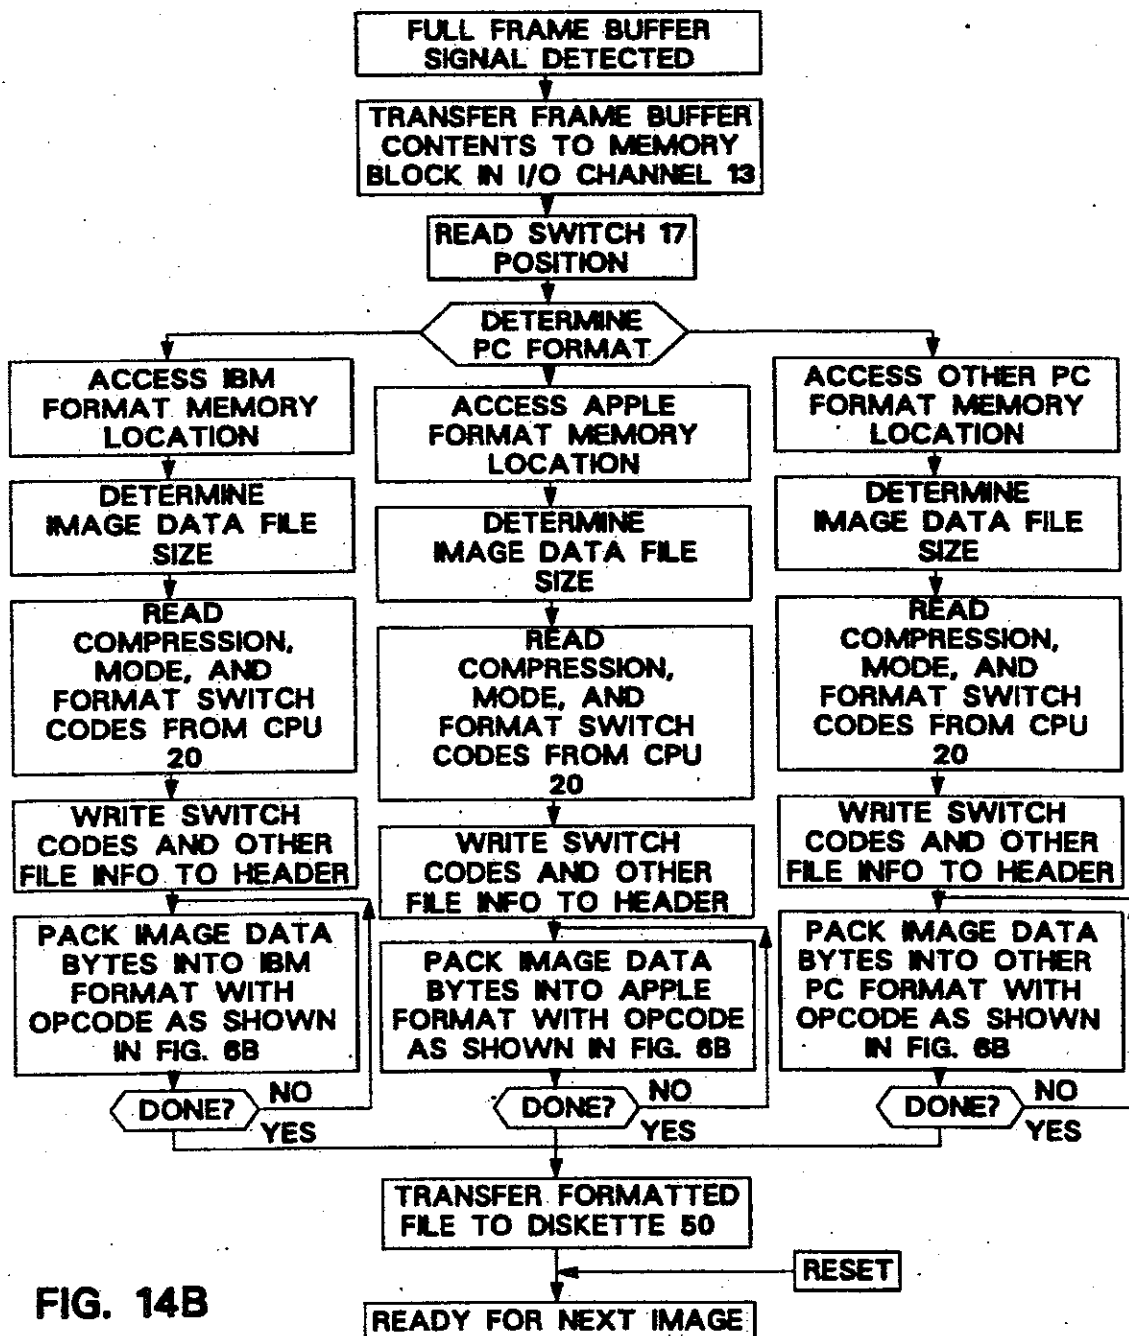 FULL FRAME BUFFER
SIGNAL DETECTED
TRANSFER FRAME BUFFER
CONTENTS TO MEMORY
BLOCK IN I/O CHANNEL 13
READ SWITCH 17
POSITION
DETERMINE
PC FORMAT
ACCESS IBM
FORMAT MEMORY
LOCATION
DETERMINE
IMAGE DATA FILE
SIZE
READ
COMPRESSION,
MODE, AND
FORMAT SWITCH
CODES FROM CPU
20
WRITE SWITCH
CODES AND OTHER
FILE INFO TO HEADER
PACK IMAGE DATA
BYTES INTO IBM
FORMAT WITH
OPCODE AS SHOWN
IN FIG. 6B
DONE?
NO
YES
ACCESS APPLE
FORMAT MEMORY
LOCATION
DETERMINE
IMAGE DATA FILE
SIZE
READ
COMPRESSION,
MODE, AND
FORMAT SWITCH
CODES FROM CPU
20
WRITE SWITCH
CODES AND OTHER
FILE INFO TO HEADER
PACK IMAGE DATA
BYTES INTO APPLE
FORMAT WITH OPCODE
AS SHOWN IN FIG. 6B
DONE?
NO
YES
ACCESS OTHER PC
FORMAT MEMORY
LOCATION
DETERMINE
IMAGE DATA FILE
SIZE
READ
COMPRESSION,
MODE, AND
FORMAT SWITCH
CODES FROM CPU
20
WRITE SWITCH
CODES AND OTHER
FILE INFO TO HEADER
PACK IMAGE DATA
BYTES INTO OTHER
PC FORMAT WITH
OPCODE AS SHOWN
IN FIG. 6B
DONE?
NO
YES
TRANSFER FORMATTED
FILE TO DISKETTE 50
RESET
READY FOR NEXT IMAGE
FIG. 14B